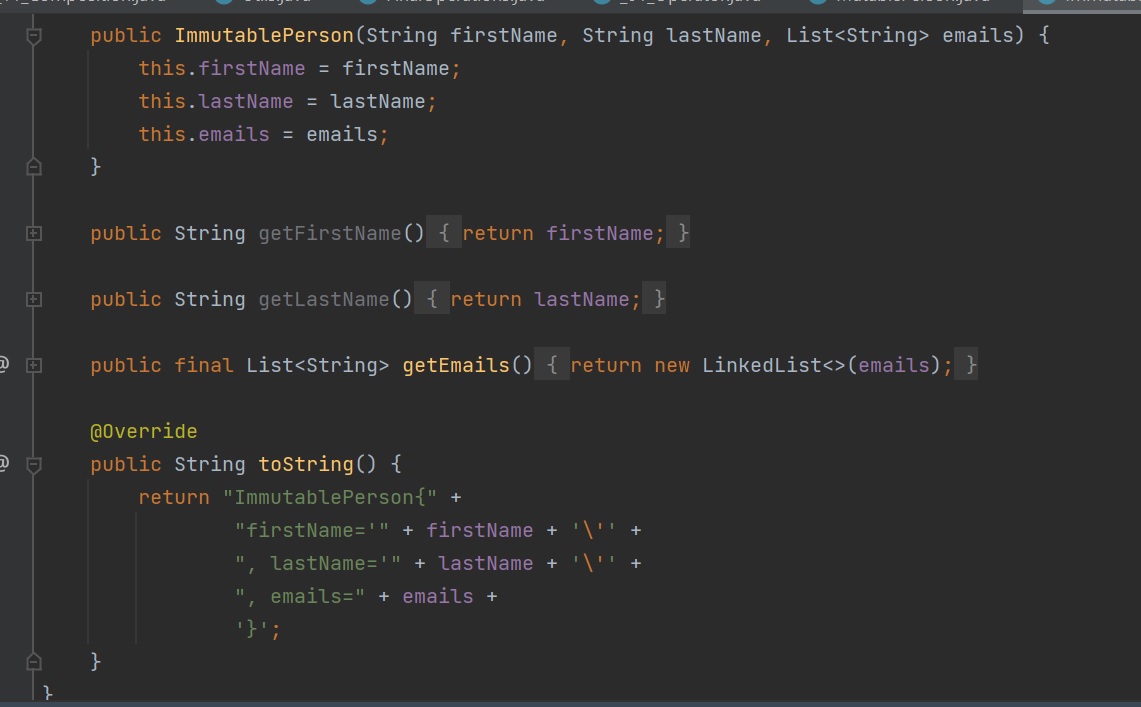 public ImmutablePerson(String firstName, String lastName, List<String> emails) {
this.firstName = firstName;
this.lastName = lastName;
this.emails = emails;
}
public String getFirstName() { return firstName; }
public String getLastName() { return lastName; }
@ public final List<String> getEmails() { return new LinkedList<>(emails); }
@Override
@ public String toString() {
return "ImmutablePerson{" +
"firstName='" + firstName + '\'' +
", lastName='" + lastName + '\'' +
", emails=" + emails +
'}';
}
}